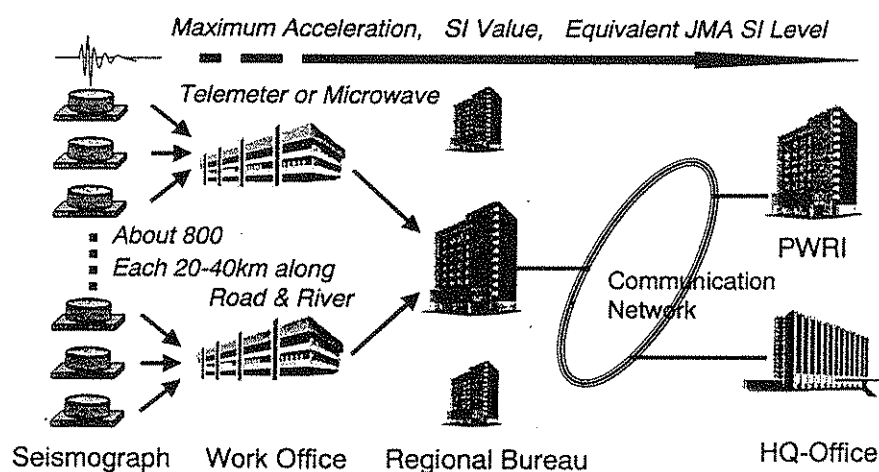 Maximum Acceleration, SI Value, Equivalent JMA SI Level
Telemeter or Microwave
About 800
Each 20-40km along
Road & River
PWRI
Communication
Network
Seismograph Work Office Regional Bureau HQ-Office